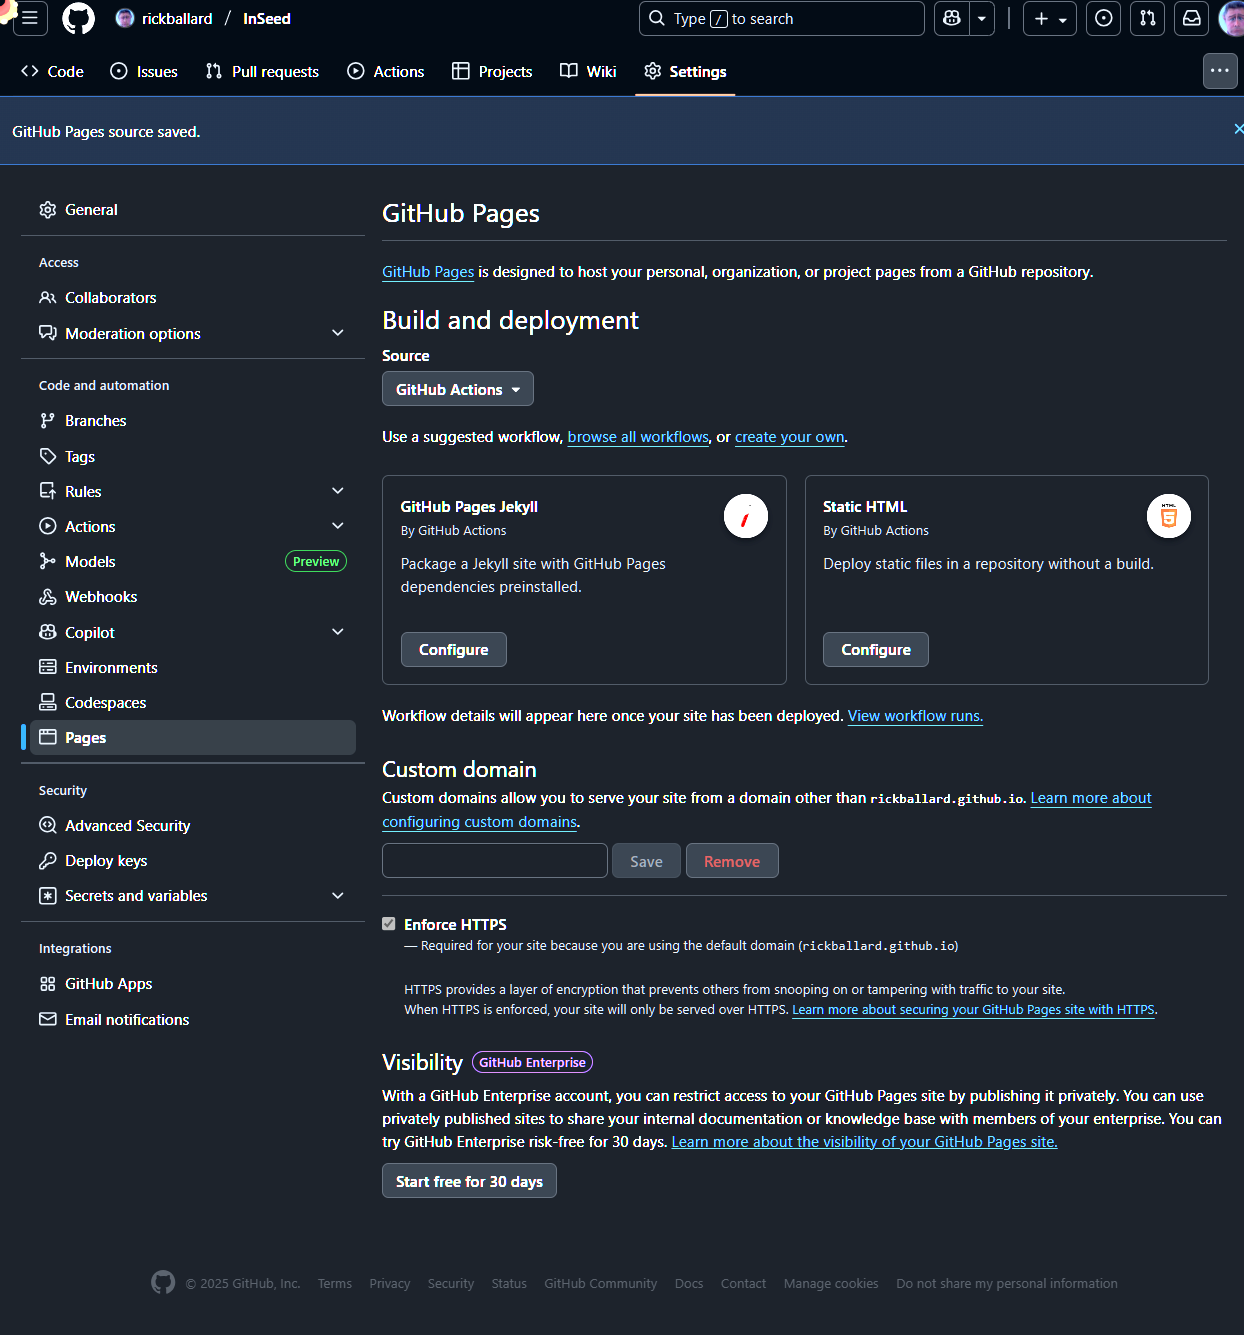 rickballard / InSeed
Type / to search
Code
Issues
Pull requests
Actions
Projects
Wiki
Settings
GitHub Pages source saved.
General
Access
Collaborators
Moderation options
Code and automation
Branches
Tags
Rules
Actions
Models Preview
Webhooks
Copilot
Environments
Codespaces
Pages
Security
Advanced Security
Deploy keys
Secrets and variables
Integrations
GitHub Apps
Email notifications
GitHub Pages
GitHub Pages is designed to host your personal, organization, or project pages from a GitHub repository.
Build and deployment
Source
GitHub Actions
Use a suggested workflow, browse all workflows, or create your own.
GitHub Pages Jekyll
By GitHub Actions
Package a Jekyll site with GitHub Pages
dependencies preinstalled.
Configure
Static HTML
By GitHub Actions
HTML
Deploy static files in a repository without a build.
Configure
Workflow details will appear here once your site has been deployed. View workflow runs.
Custom domain
Custom domains allow you to serve your site from a domain other than rickballard.github.io. Learn more about
configuring custom domains.
Save
Remove
Enforce HTTPS
— Required for your site because you are using the default domain (rickballard.github.io)
HTTPS provides a layer of encryption that prevents others from snooping on or tampering with traffic to your site.
When HTTPS is enforced, your site will only be served over HTTPS. Learn more about securing your GitHub Pages site with HTTPS.
Visibility GitHub Enterprise
With a GitHub Enterprise account, you can restrict access to your GitHub Pages site by publishing it privately. You can use
privately published sites to share your internal documentation or knowledge base with members of your enterprise. You can
try GitHub Enterprise risk-free for 30 days. Learn more about the visibility of your GitHub Pages site.
Start free for 30 days
© 2025 GitHub, Inc. Terms Privacy Security Status GitHub Community Docs Contact Manage cookies Do not share my personal information